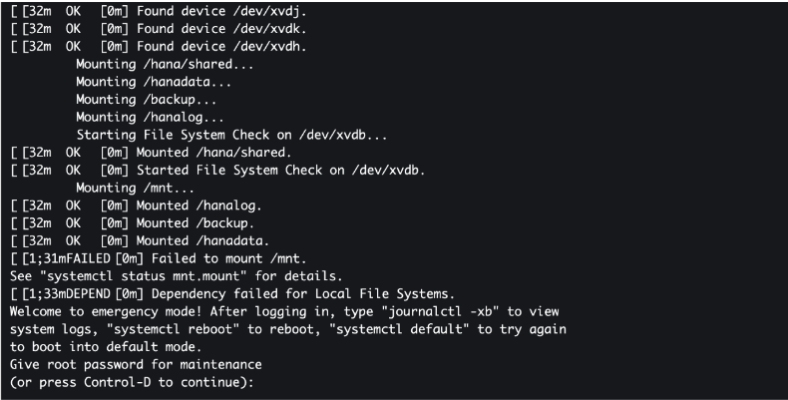 [ [32m  OK  [0m] Found device /dev/xvdj.
[ [32m  OK  [0m] Found device /dev/xvdk.
[ [32m  OK  [0m] Found device /dev/xvdh.
         Mounting /hana/shared...
         Mounting /hanadata...
         Mounting /backup...
         Mounting /hanalog...
         Starting File System Check on /dev/xvdb...
[ [32m  OK  [0m] Mounted /hana/shared.
[ [32m  OK  [0m] Started File System Check on /dev/xvdb.
         Mounting /mnt...
[ [32m  OK  [0m] Mounted /hanalog.
[ [32m  OK  [0m] Mounted /backup.
[ [32m  OK  [0m] Mounted /hanadata.
[ [1;31mFAILED [0m] Failed to mount /mnt.
See "systemctl status mnt.mount" for details.
[ [1;33mDEPEND [0m] Dependency failed for Local File Systems.
Welcome to emergency mode! After logging in, type "journalctl -xb" to view
system logs, "systemctl reboot" to reboot, "systemctl default" to try again
to boot into default mode.
Give root password for maintenance
(or press Control-D to continue):